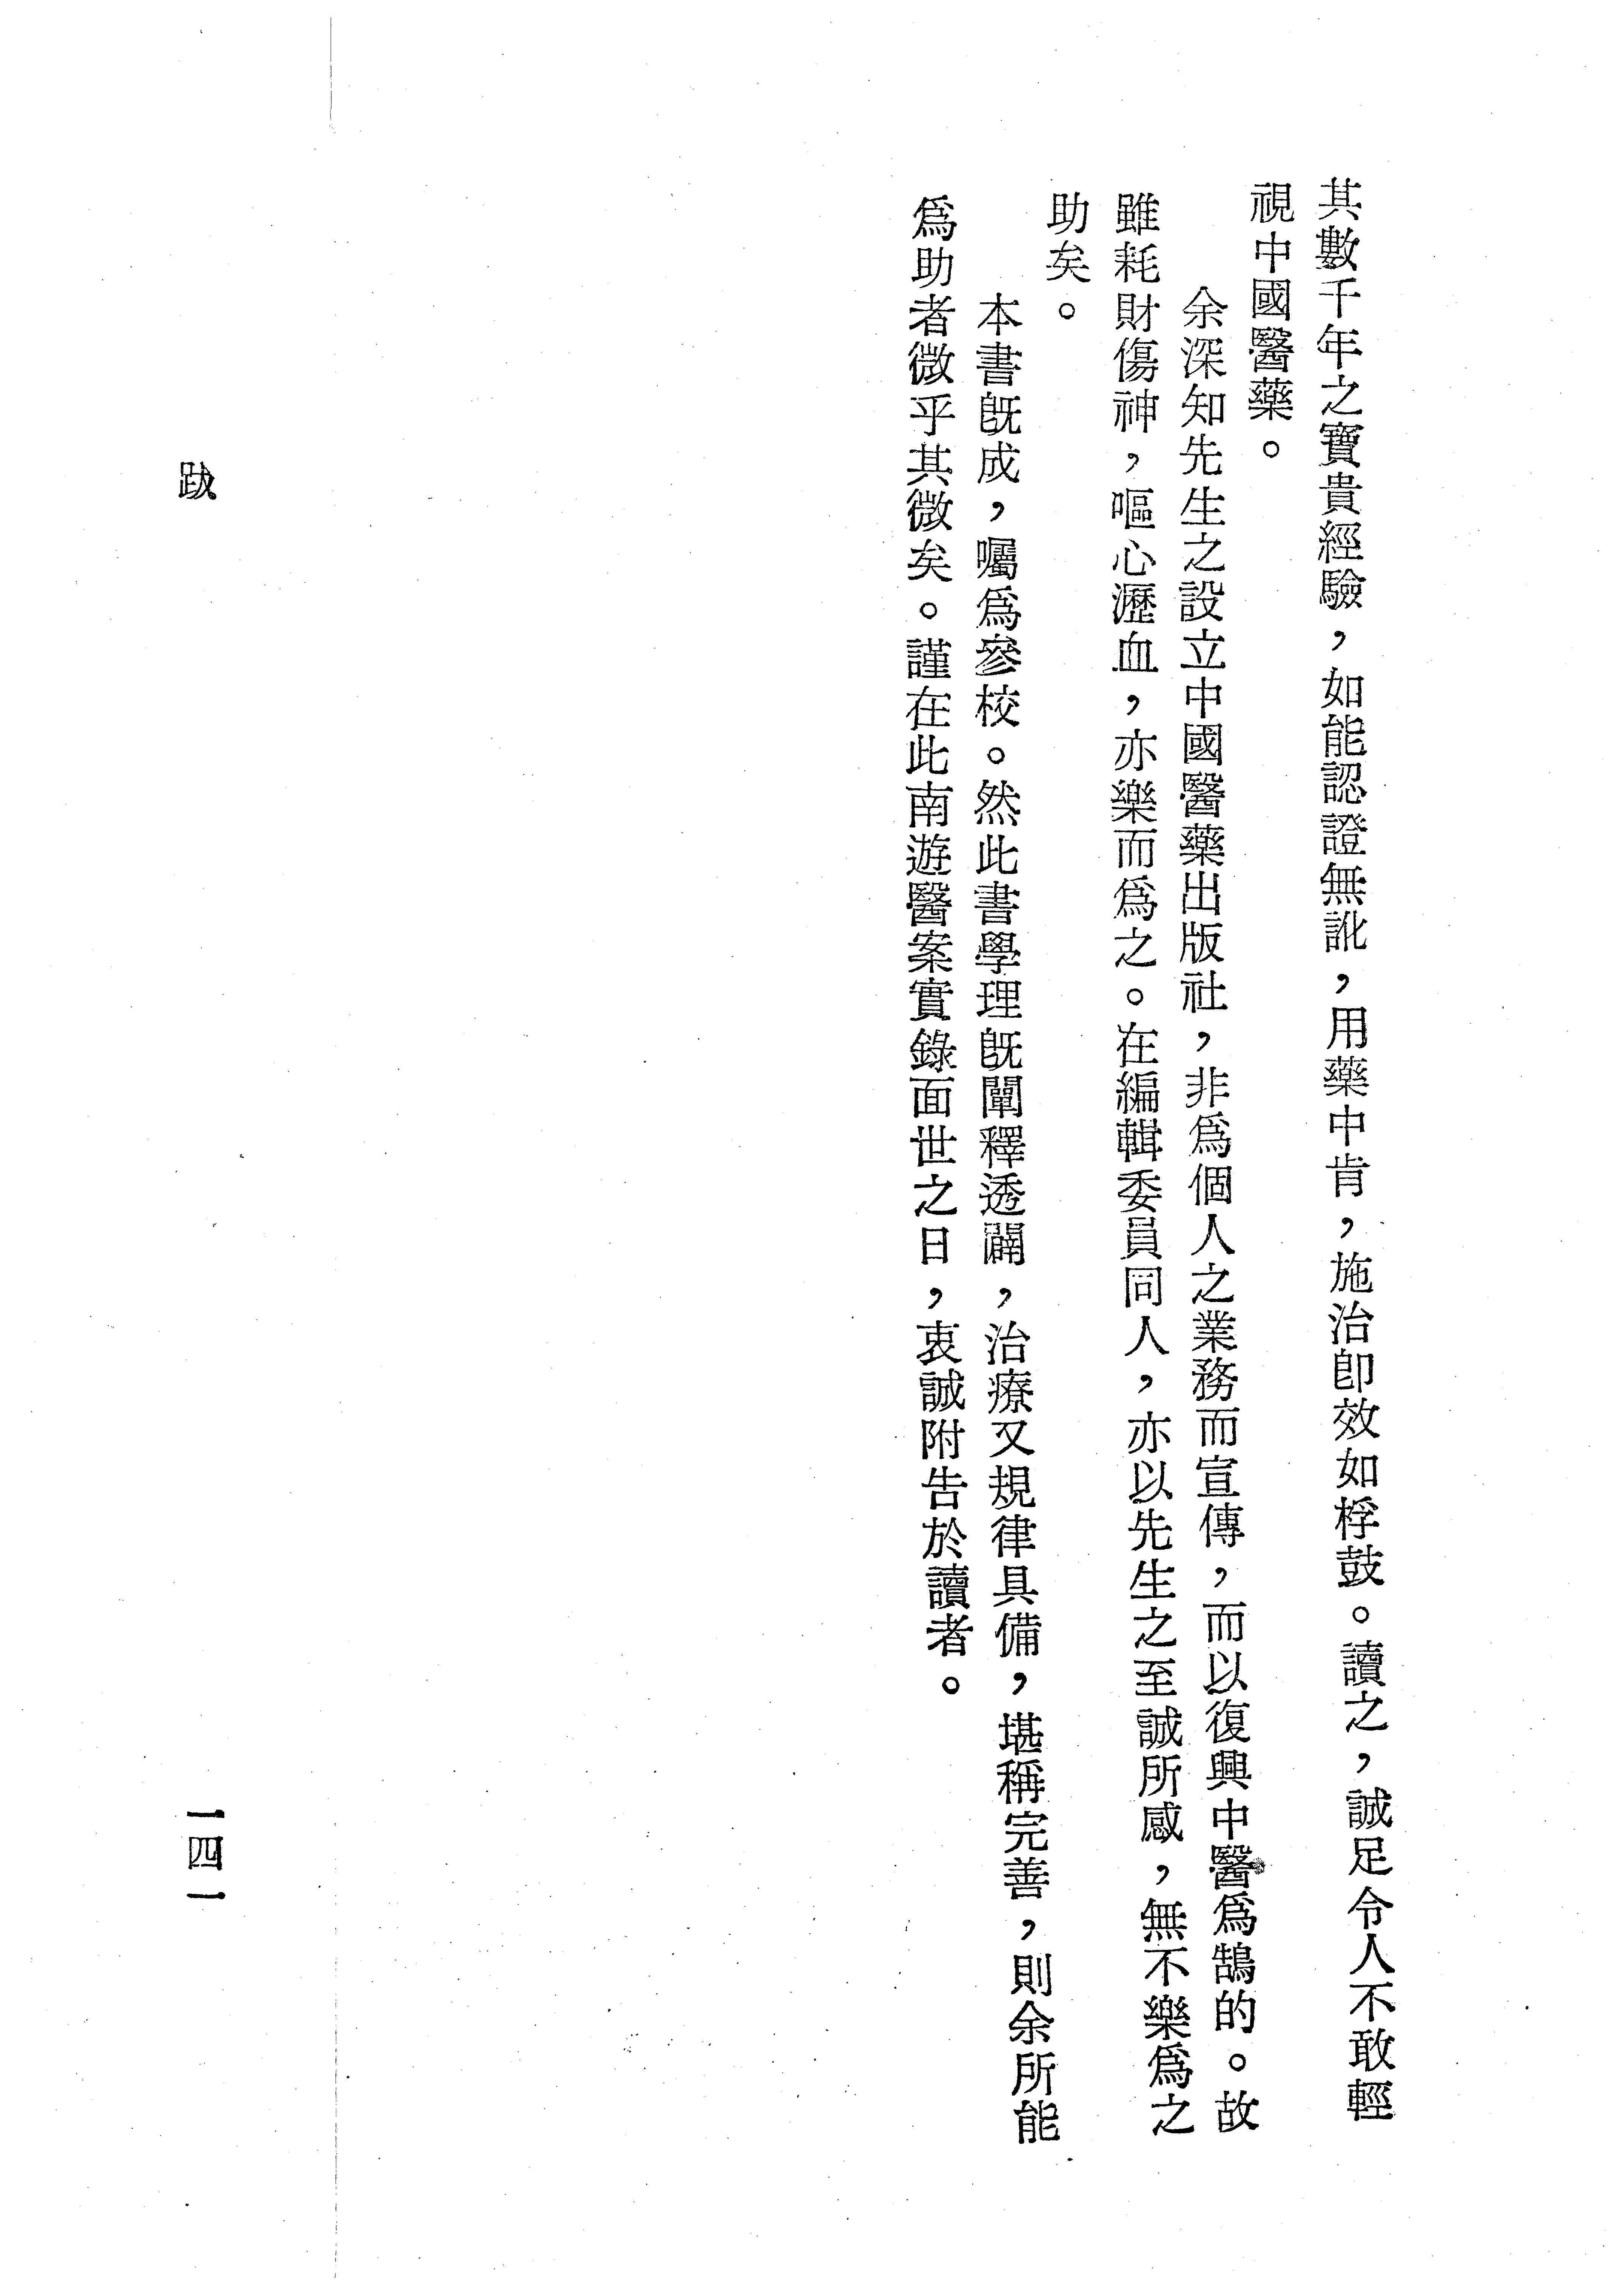 其數千年之寶貴經驗，如能認證無訛，用藥中肯，施治卽效如桴鼓。讀之，誠足令人不敢輕
視中國醫藥。
余深知先生之設立中國醫藥出版社，非爲個人之業務而宣傳，而以復興中醫爲鵠的。故
雖耗財傷神，嘔心瀝血，亦樂而爲之。在編輯委員同人，亦以先生之至誠所感，無不樂爲之
助矣。
本書旣成，囑爲參校。然此書學理旣闡釋透闢，治療又規律具備，堪稱完善，則余所能
爲助者微乎其微矣。謹在此南遊醫案實錄面世之日，衷誠附告於讀者。
跋
一四一